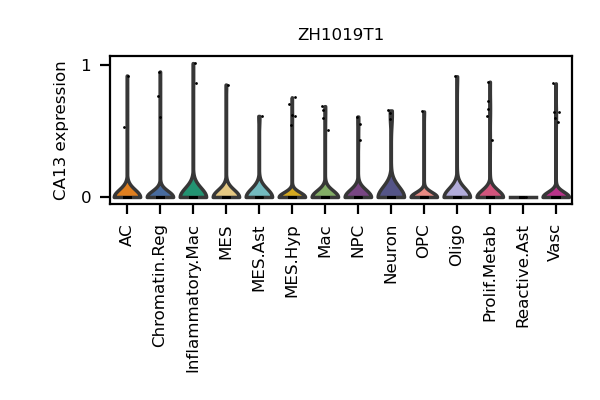 ZH1019T1
CA13 expression
1
0
AC
Chromatin.Reg
Inflammatory.Mac
MES
MES.Ast
MES.Hyp
Mac
NPC
Neuron
OPC
Oligo
Prolif.Metab
Reactive.Ast
Vasc